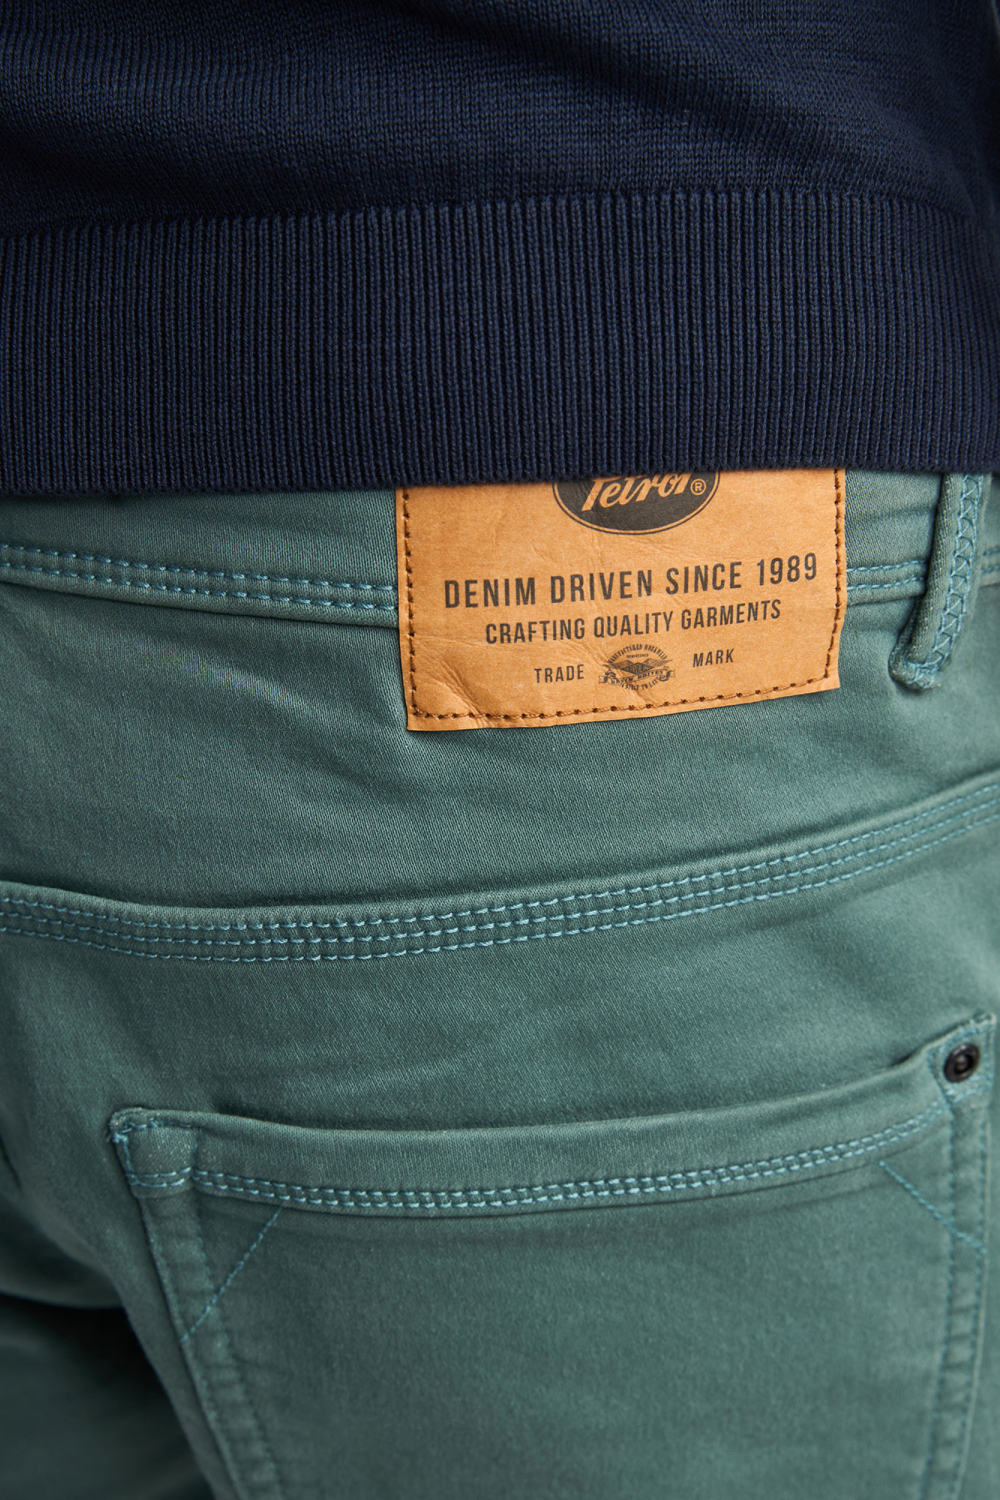 Petrol®
DENIM DRIVEN SINCE 1989
CRAFTING QUALITY GARMENTS
TRADE MARK